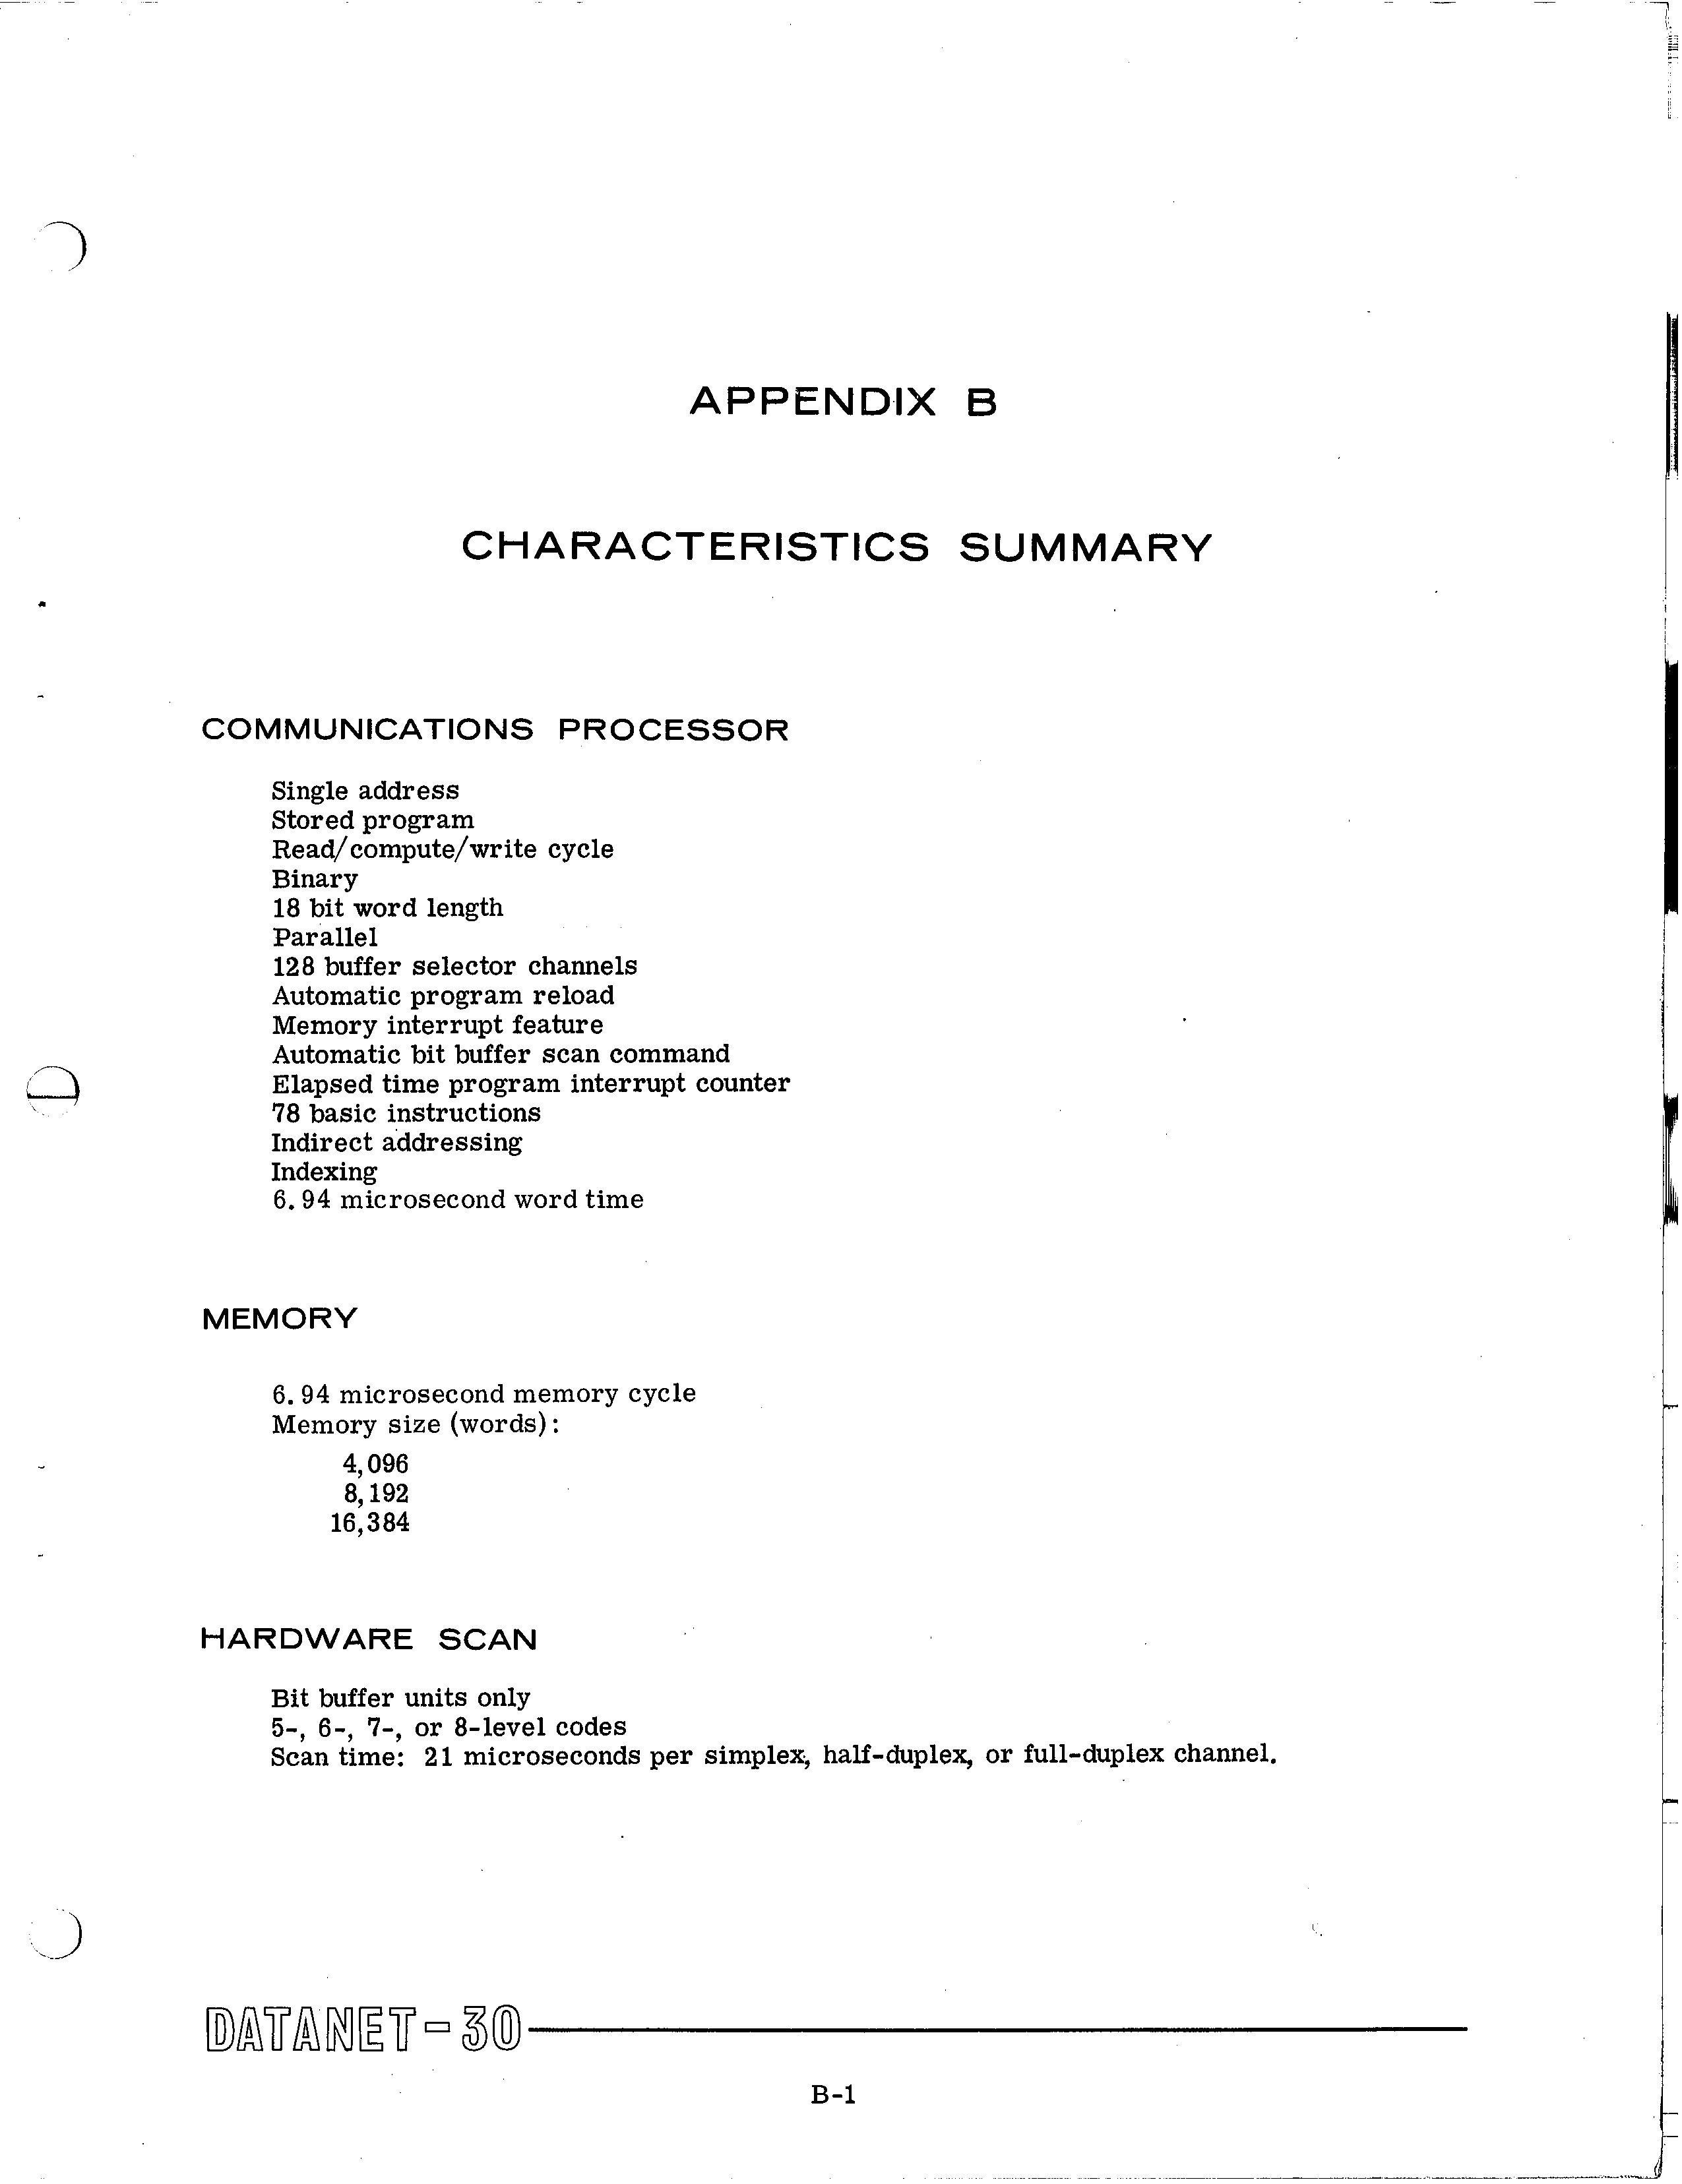 APPENDIX B
CHARACTERISTICS SUMMARY
COMMUNICATIONS PROCESSOR
Single address
Stored program
Read/compute/write cycle
Binary
18 bit word length
Parallel
128 buffer selector channels
Automatic program reload
Memory interrupt feature
Automatic bit buffer scan command
Elapsed time program interrupt counter
78 basic instructions
Indirect addressing
Indexing
6.94 microsecond word time
MEMORY
6.94 microsecond memory cycle
Memory size (words):
4,096
8,192
16,384
HARDWARE SCAN
Bit buffer units only
5-, 6-, 7-, or 8-level codes
Scan time: 21 microseconds per simplex, half-duplex, or full-duplex channel.
DATANET-30
B-1